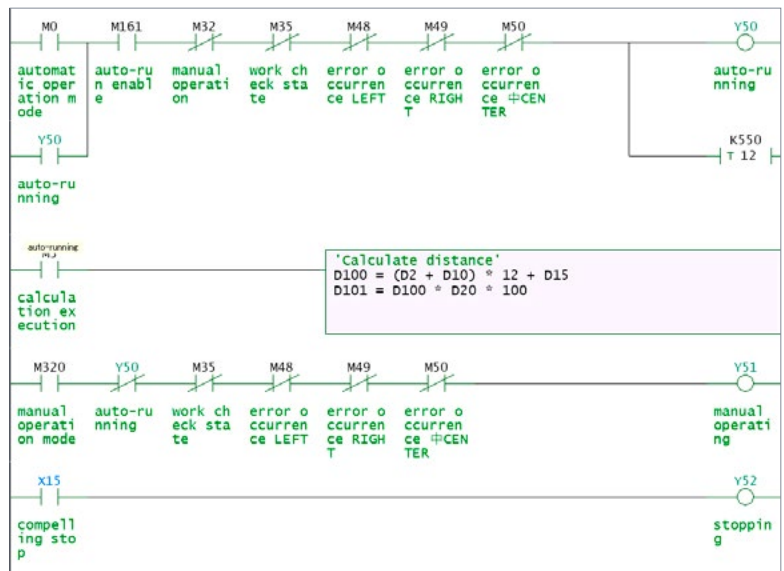 M0 M161 M32 M35 M48 M49 M50 Y50
automat auto-ru manual work ch error o error o error o auto-ru
ic oper n enabl operati eck sta ccurren ccurren ccurren nning
ation m e on te ce LEFT ce RIGH ce 中CEN
ode T TER
Y50 K550
T 12
auto-ru
nning
auto-running
M5
'Calculate distance'
D100 = (D2 + D10) * 12 + D15
D101 = D100 * D20 * 100
calcula
tion ex
ecution
M320 Y50 M35 M48 M49 M50 Y51
manual auto-ru work ch error o error o error o manual
operati nning eck sta ccurren ccurren ccurren operati
on mode te ce LEFT ce RIGH ce 中CEN ng
T TER
X15 Y52
compell stoppin
ing sto g
p